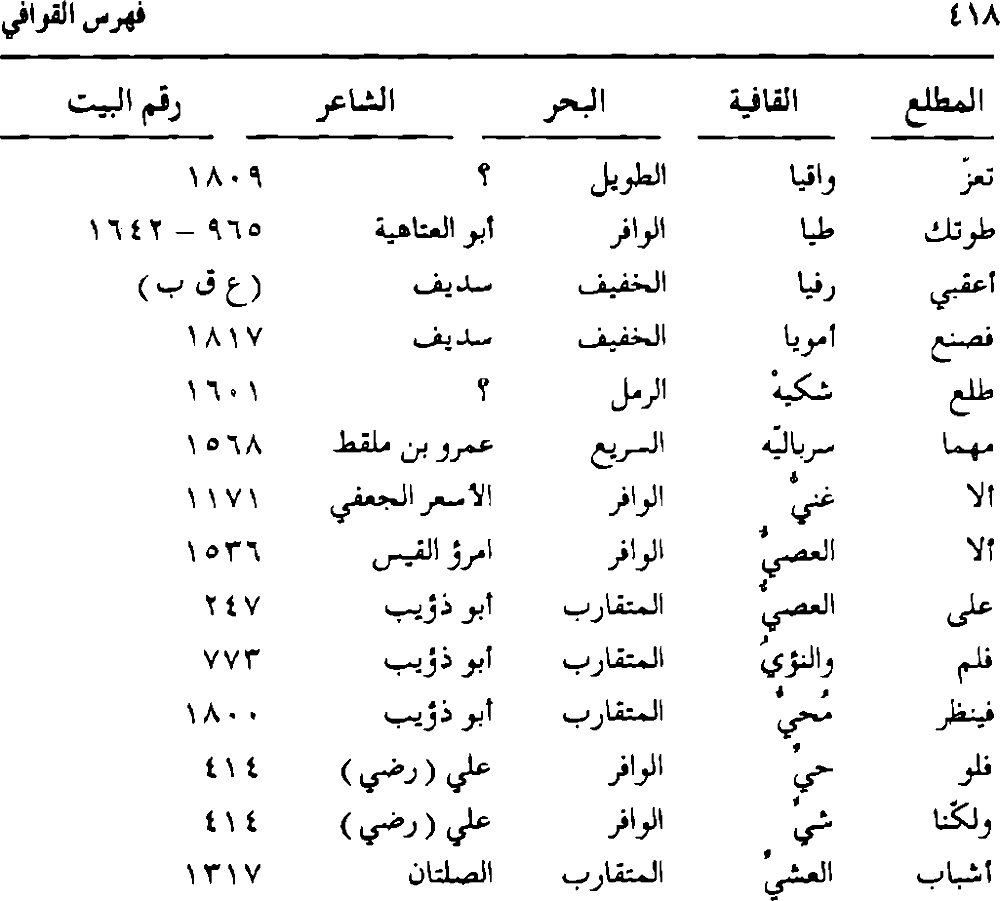 ٤١٨ فهرس القوافي
المطلع القافية البحر الشاعر رقم البيت
تعزّ واقيا الطويل ؟ ١٨٠٩
طوتك طيا الوافر أبو العتاهية ٩٦٥ – ١٦٤٢
أعقبي رفيا الخفيف سديف (ع ق ب)
فصنع أمويا الخفيف سديف ١٨١٧
طلع شكيهْ الرمل ؟ ١٦٠١
مهما سرباليّه السريع عمرو بن ملقط ١٥٦٨
ألا غنيٌّ الوافر الأسعر الجعفي ١١٧١
ألا العصيُّ الوافر امرؤ القيس ١٥٣٦
على العصيُّ المتقارب أبو ذؤيب ٢٤٧
فلم والنؤيُ المتقارب أبو ذؤيب ٧٧٣
فينظر مُحيٌّ المتقارب أبو ذؤيب ١٨٠٠
فلو حيٍ الوافر علي (رضي) ٤١٤
ولكنّا شيٍ الوافر علي (رضي) ٤١٤
أشباب العشيِّ المتقارب الصلتان ١٣١٧